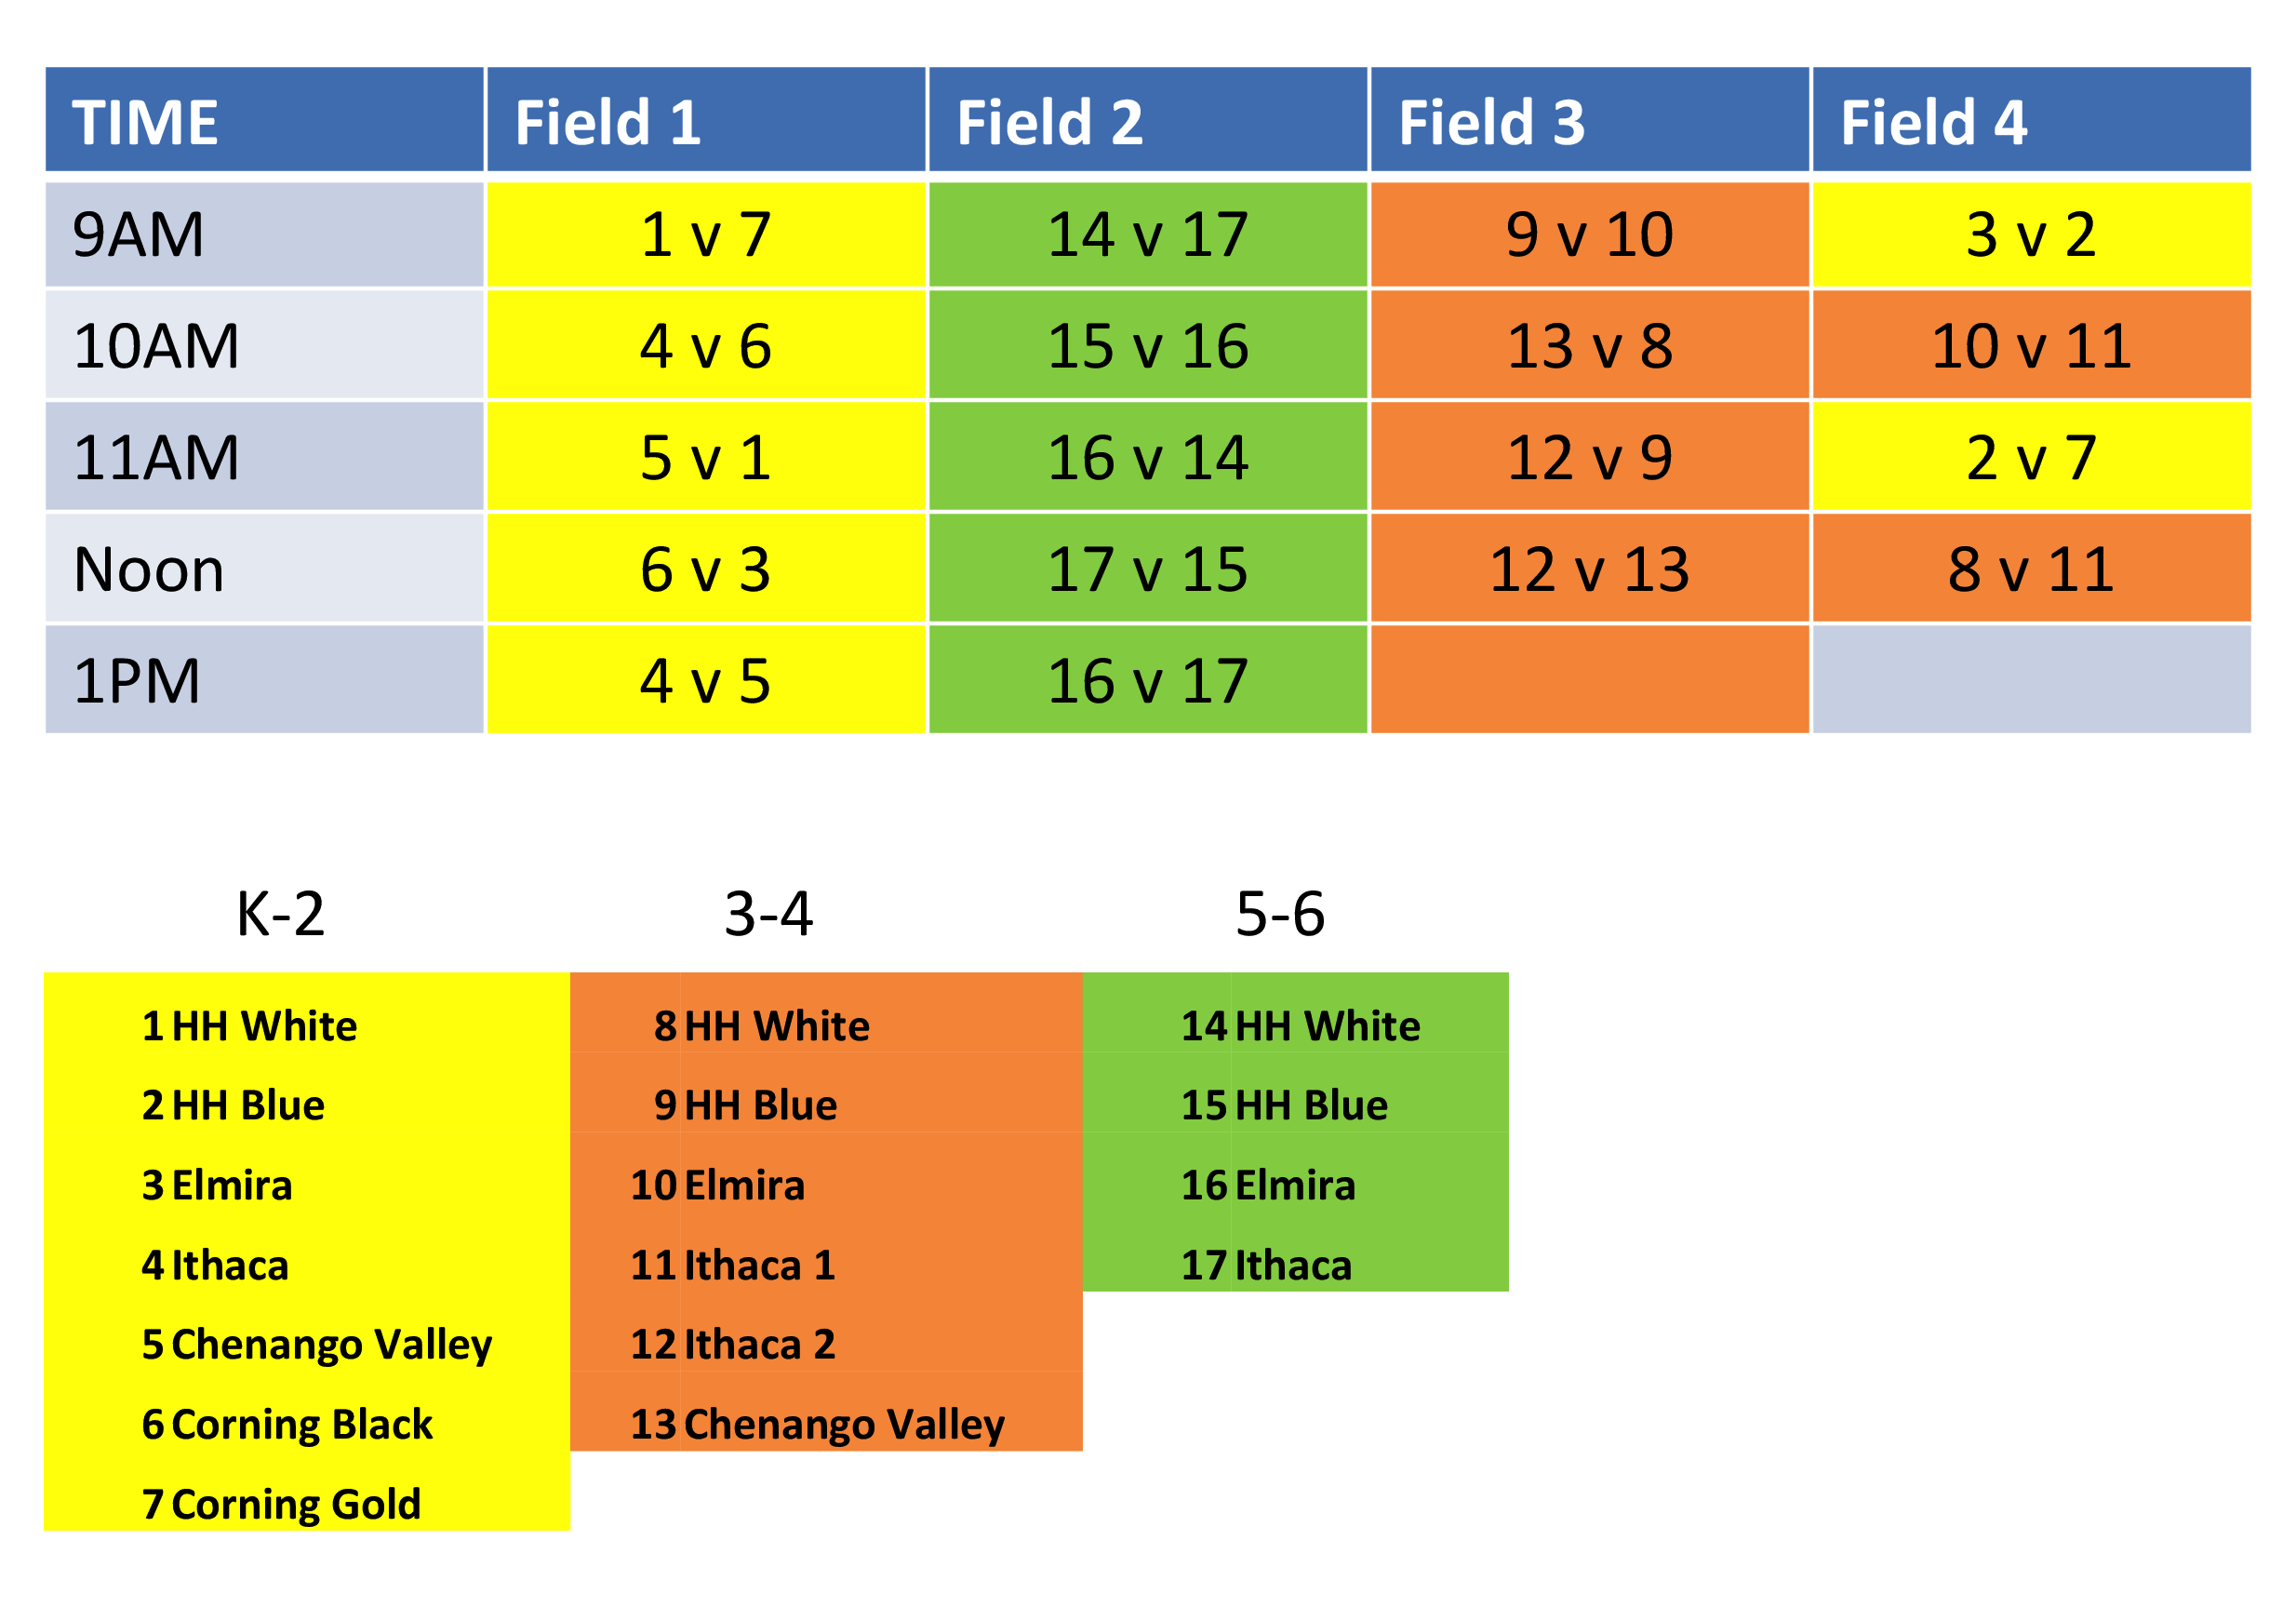 TIME Field 1 Field 2 Field 3 Field 4
9AM 1 v 7 14 v 17 9 v 10 3 v 2
10AM 4 v 6 15 v 16 13 v 8 10 v 11
11AM 5 v 1 16 v 14 12 v 9 2 v 7
Noon 6 v 3 17 v 15 12 v 13 8 v 11
1PM 4 v 5 16 v 17
K-2 3-4 5-6
1 HH White 8 HH White 14 HH White
2 HH Blue 9 HH Blue 15 HH Blue
3 Elmira 10 Elmira 16 Elmira
4 Ithaca 11 Ithaca 1 17 Ithaca
5 Chenango Valley 12 Ithaca 2
6 Corning Black 13 Chenango Valley
7 Corning Gold